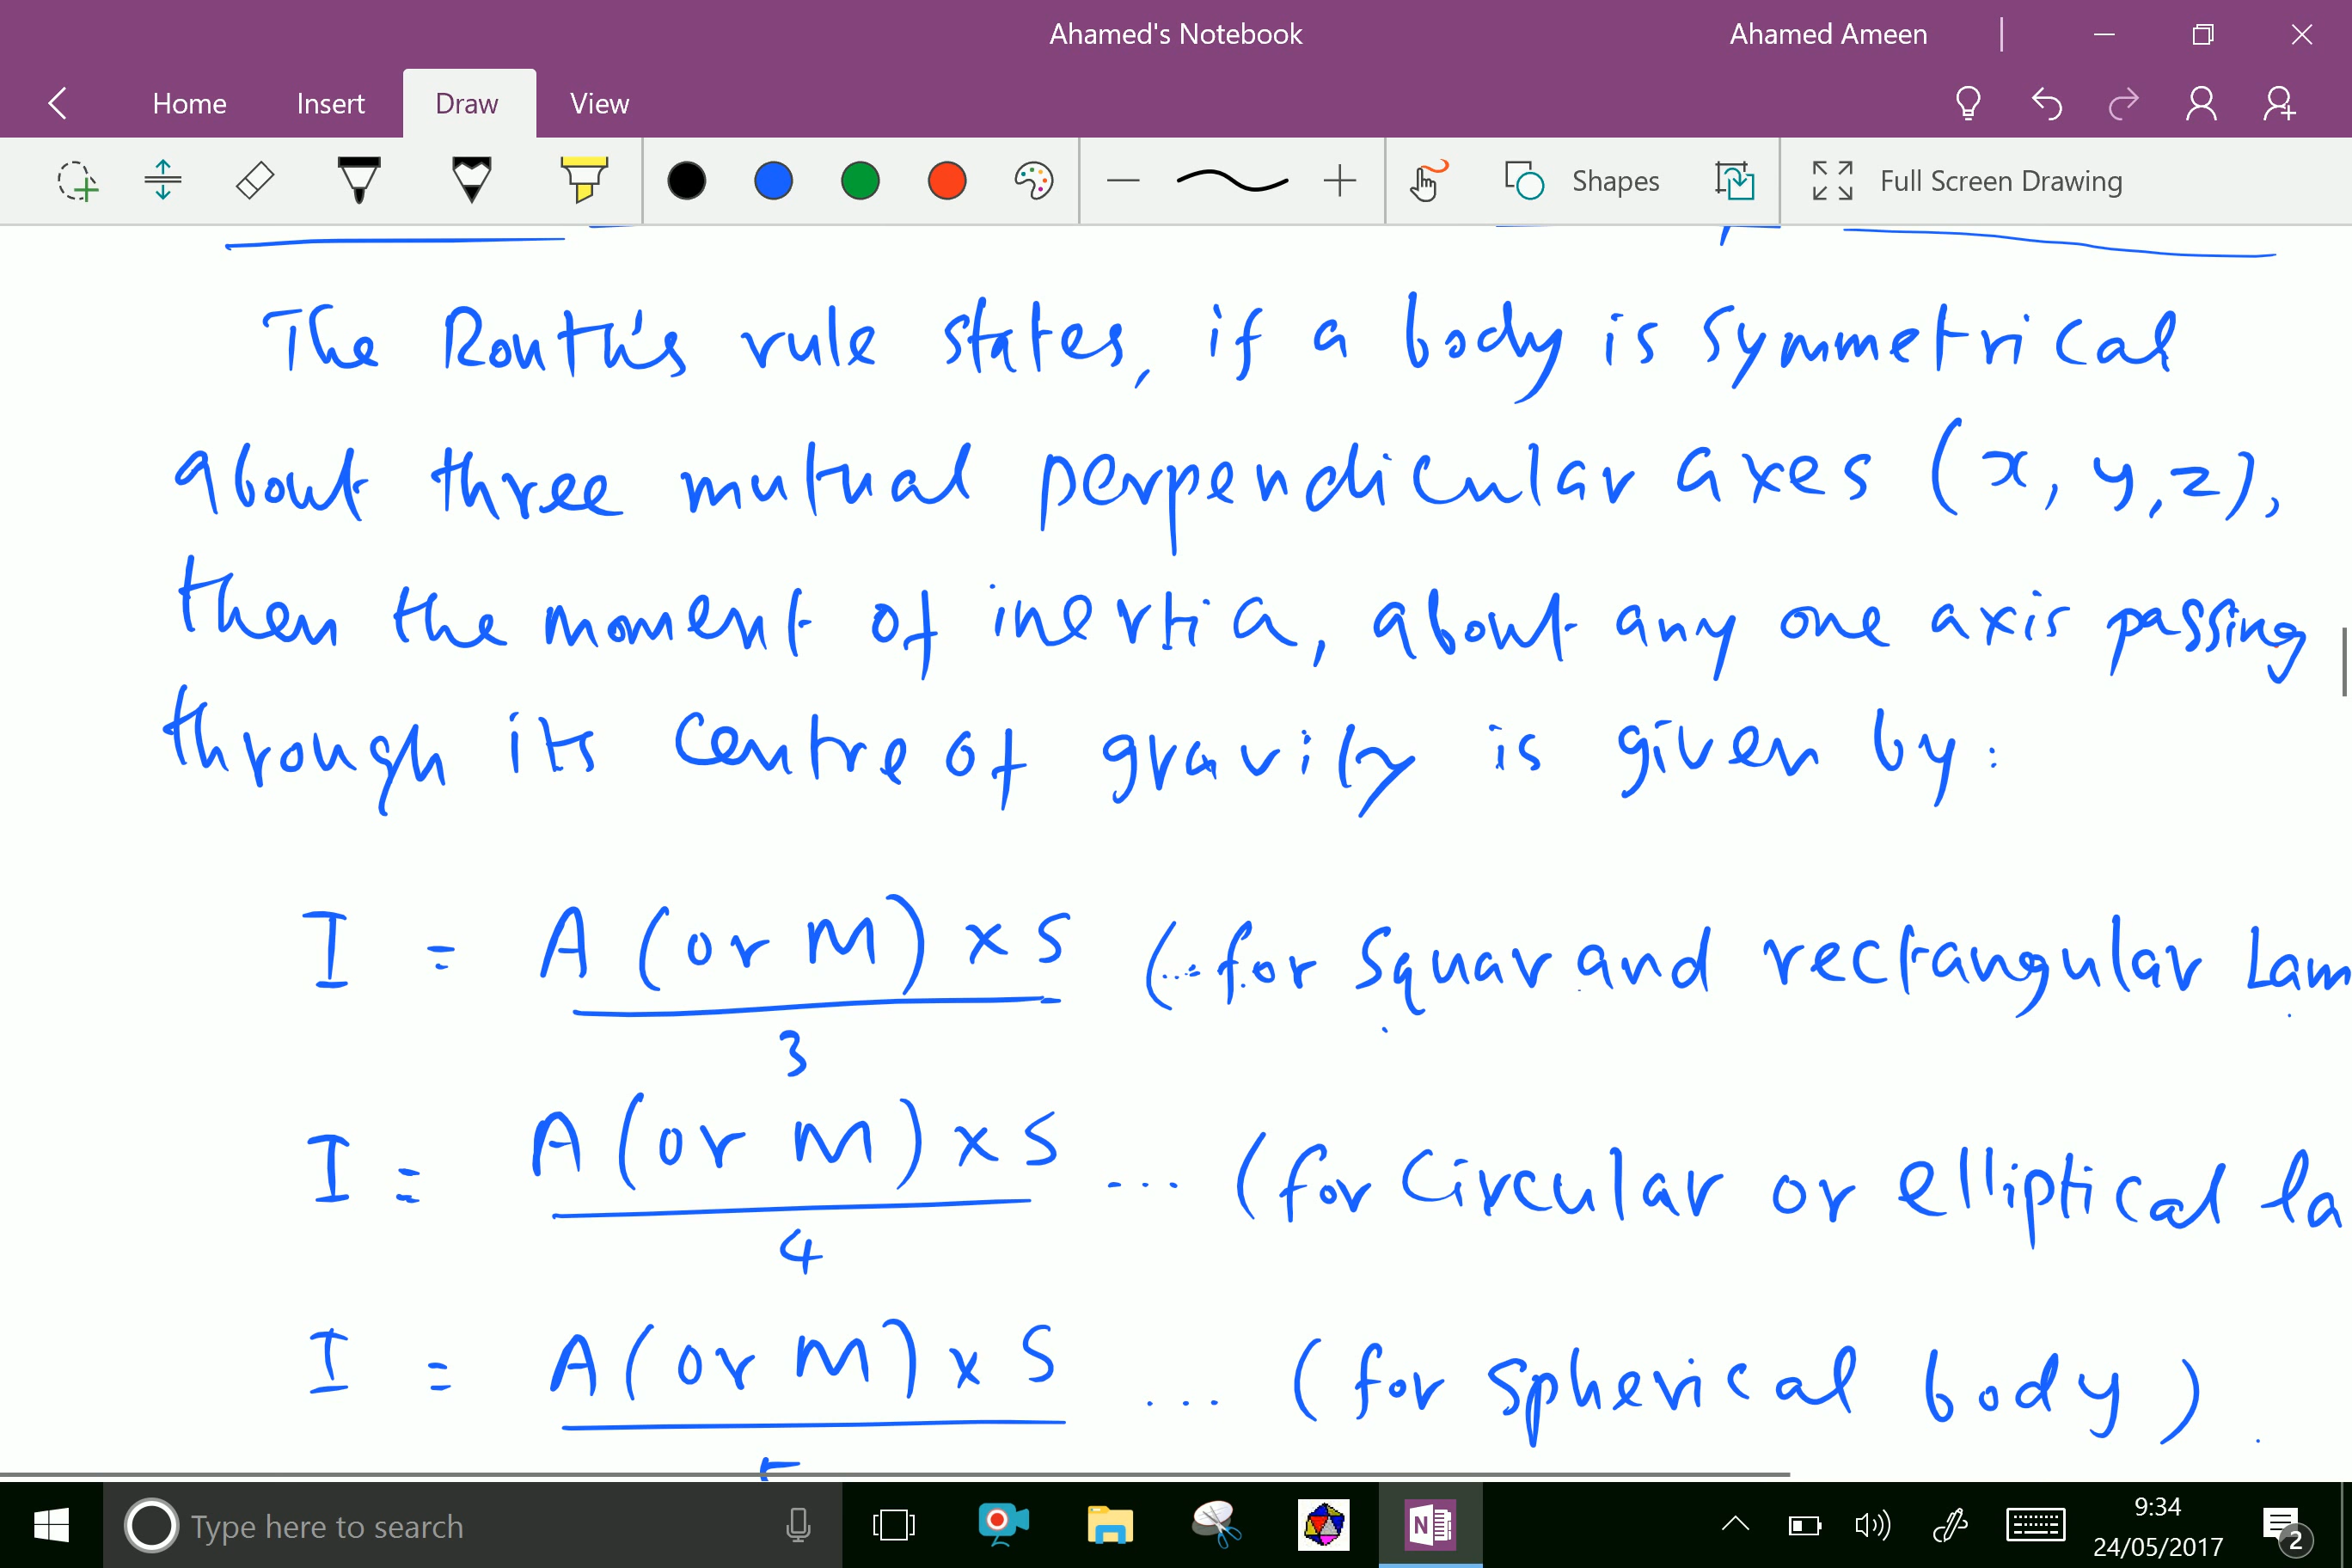 Ahamed's Notebook
Ahamed Ameen
Home Insert Draw View
Shapes
Full Screen Drawing
The Routh's rule states, if a body is symmetrical
about three mutual perpendicular axes (x, y, z),
then the moment of inertia, about any one axis passing
through its centre of gravity is given by:
I = A (or M) × S (... for Squar and rectangular Lam
3
I = A (or M) × S ... (for Circular or elliptical la
4
I = A (or M) × S ... (for spherical body).
Type here to search
N
9:34
24/05/2017
2